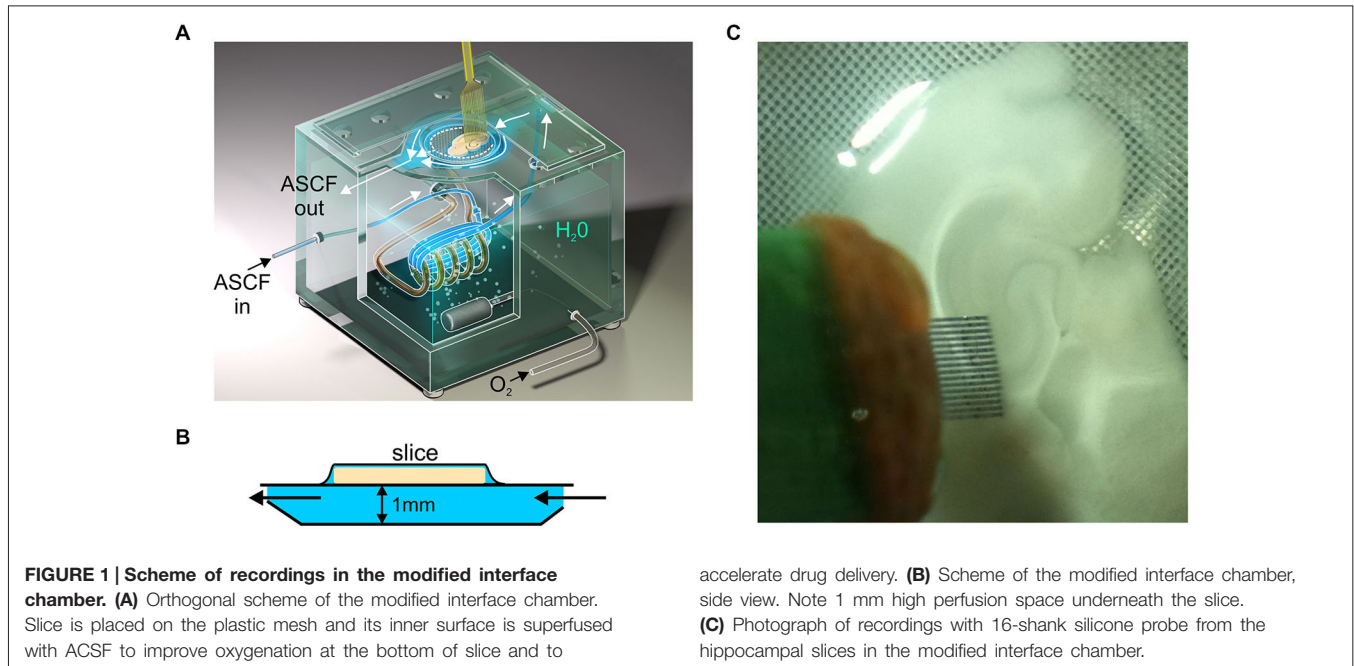 A
ASCF
out
H20
ASCF
in
O2
B
slice
1mm
C
FIGURE 1 | Scheme of recordings in the modified interface
chamber. (A) Orthogonal scheme of the modified interface chamber.
Slice is placed on the plastic mesh and its inner surface is superfused
with ACSF to improve oxygenation at the bottom of slice and to
accelerate drug delivery. (B) Scheme of the modified interface chamber,
side view. Note 1 mm high perfusion space underneath the slice.
(C) Photograph of recordings with 16-shank silicone probe from the
hippocampal slices in the modified interface chamber.